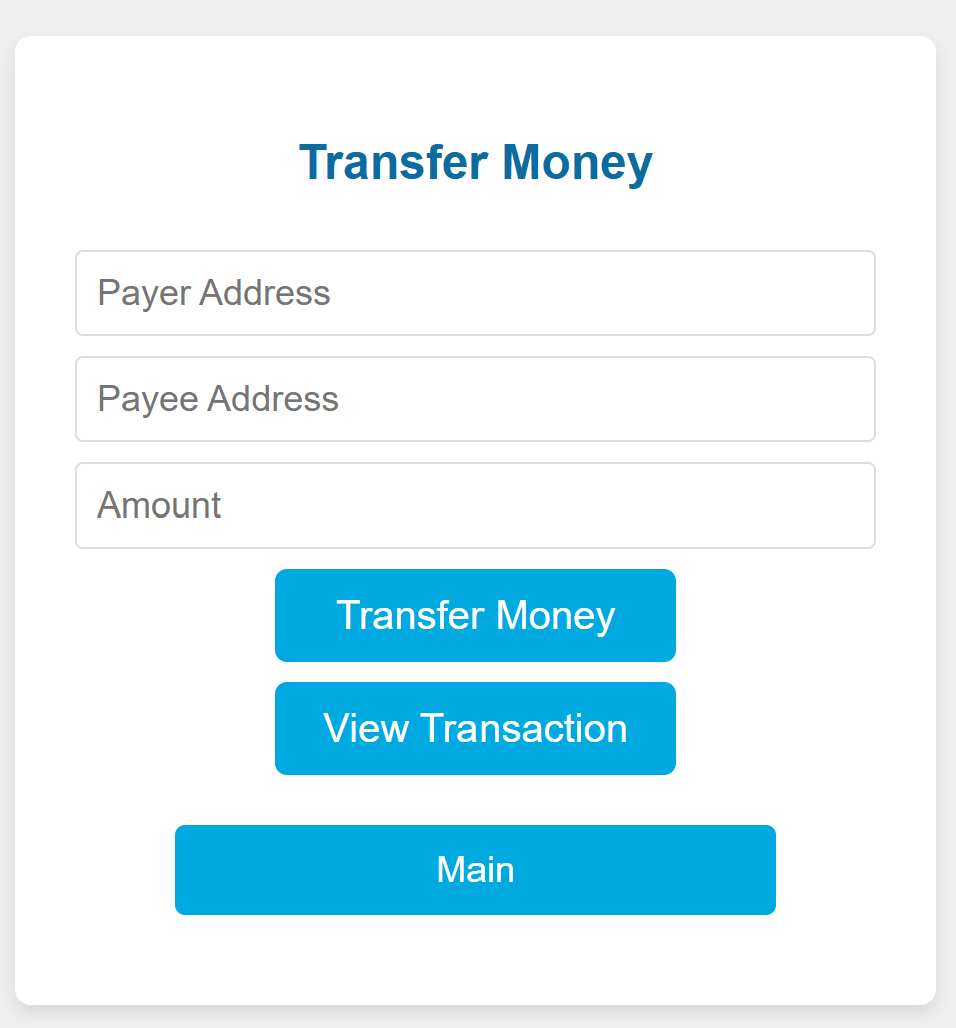 Transfer Money
Payer Address
Payee Address
Amount
Transfer Money
View Transaction
Main